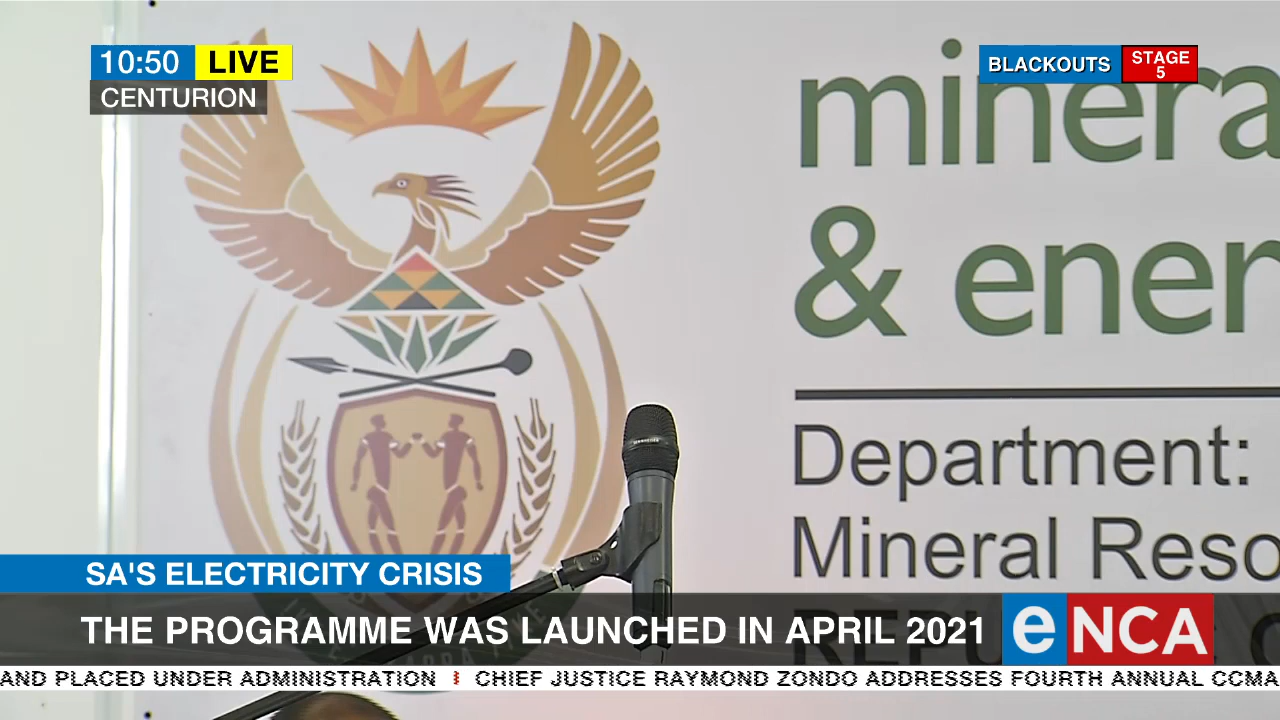 10:50 LIVE
CENTURION
BLACKOUTS
STAGE
5
minera
& ener
Department:
Mineral Reso
SA'S ELECTRICITY CRISIS
THE PROGRAMME WAS LAUNCHED IN APRIL 2021
eNCA
AND PLACED UNDER ADMINISTRATION CHIEF JUSTICE RAYMOND ZONDO ADDRESSES FOURTH ANNUAL CCMA